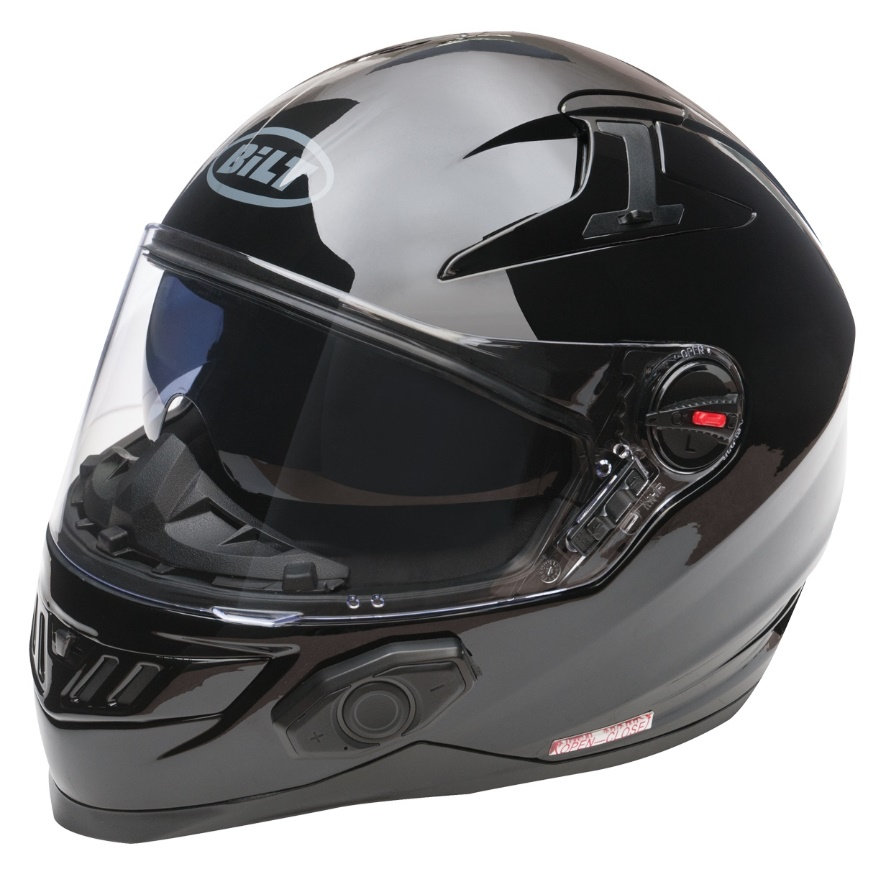 BiLT
OPEN
L
+
-
OPEN CLOSE